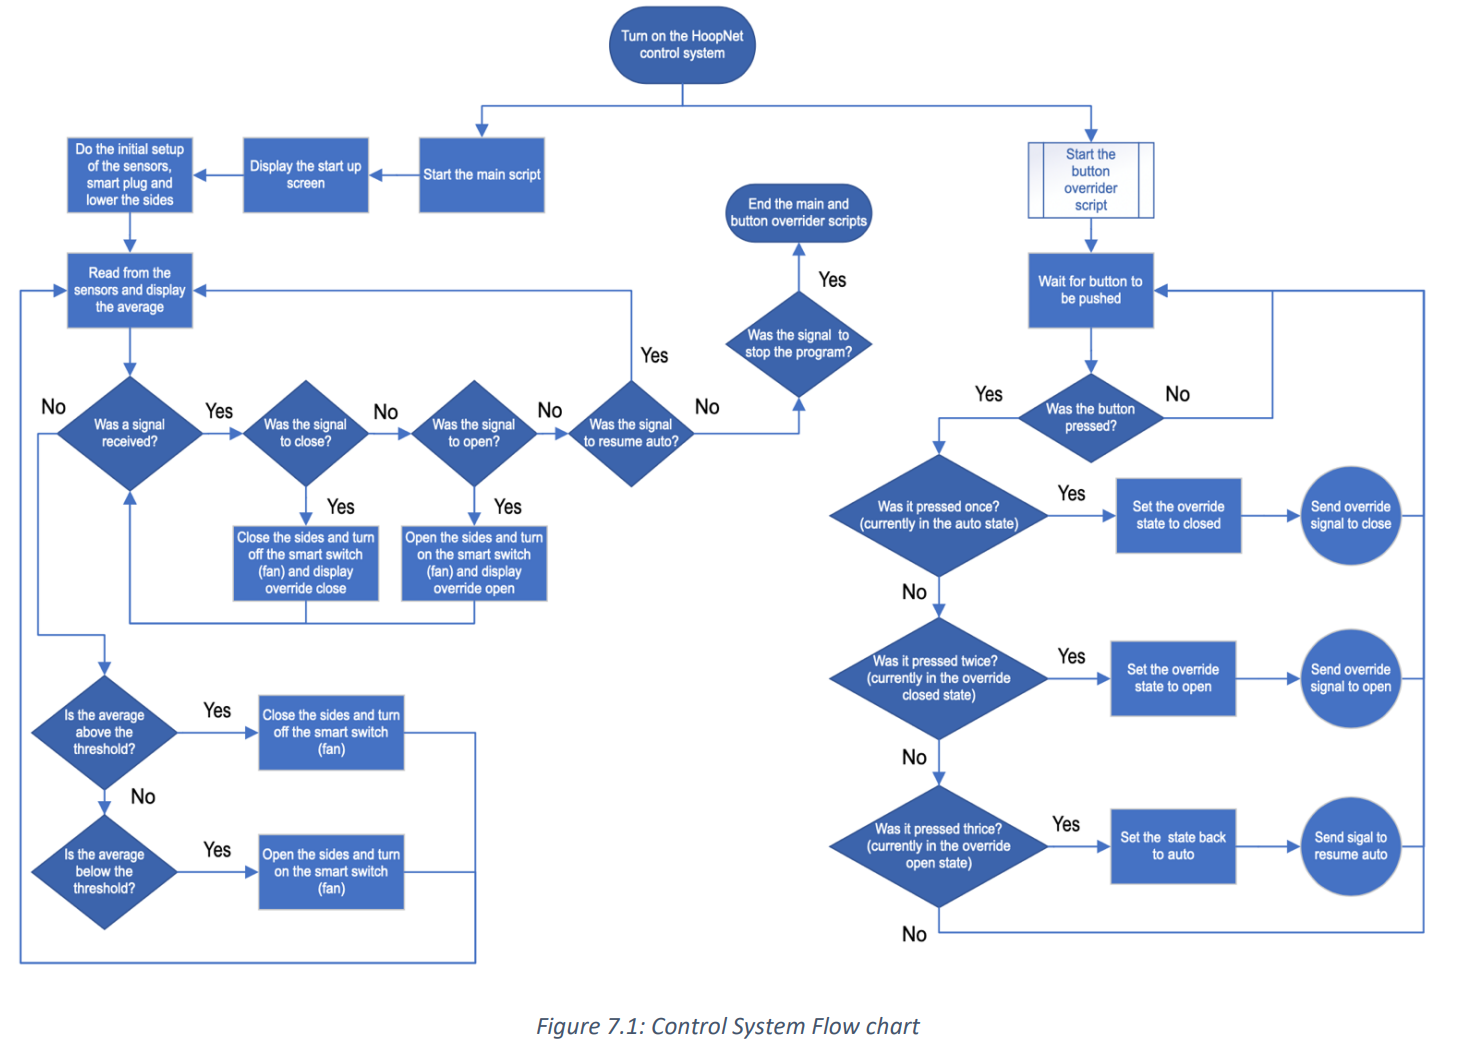 Turn on the HoopNet
control system
Start the main script
Display the start up
screen
Do the initial setup
of the sensors,
smart plug and
lower the sides
Read from the
sensors and display
the average
Was a signal
received?
No
Yes
Was the signal
to close?
No
Yes
Close the sides and turn
off the smart switch
(fan) and display
override close
Was the signal
to open?
No
Yes
Open the sides and turn
on the smart switch
(fan) and display
override open
Was the signal
to resume auto?
Yes
No
Was the signal to
stop the program?
Yes
End the main and
button overrider scripts
Is the average
above the
threshold?
Yes
Close the sides and turn
off the smart switch
(fan)
No
Is the average
below the
threshold?
Yes
Open the sides and turn
on the smart switch
(fan)
Start the
button
overrider
script
Wait for button to
be pushed
Was the button
pressed?
Yes
No
Was it pressed once?
(currently in the auto state)
Yes
Set the override
state to closed
Send override
signal to close
No
Was it pressed twice?
(currently in the override
closed state)
Yes
Set the override
state to open
Send override
signal to open
No
Was it pressed thrice?
(currently in the override
open state)
Yes
Set the state back
to auto
Send sigal to
resume auto
No
Figure 7.1: Control System Flow chart